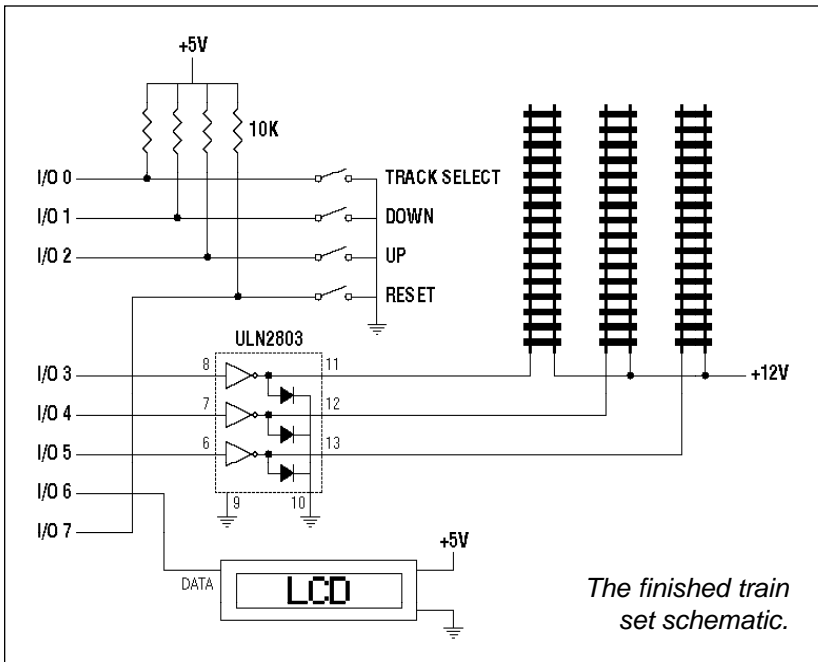 +5V
10K
I/O 0
TRACK SELECT
I/O 1
DOWN
I/O 2
UP
RESET
ULN2803
I/O 3
8
11
+12V
I/O 4
7
12
I/O 5
6
13
I/O 6
9
10
I/O 7
+5V
DATA
LCD
The finished train
set schematic.